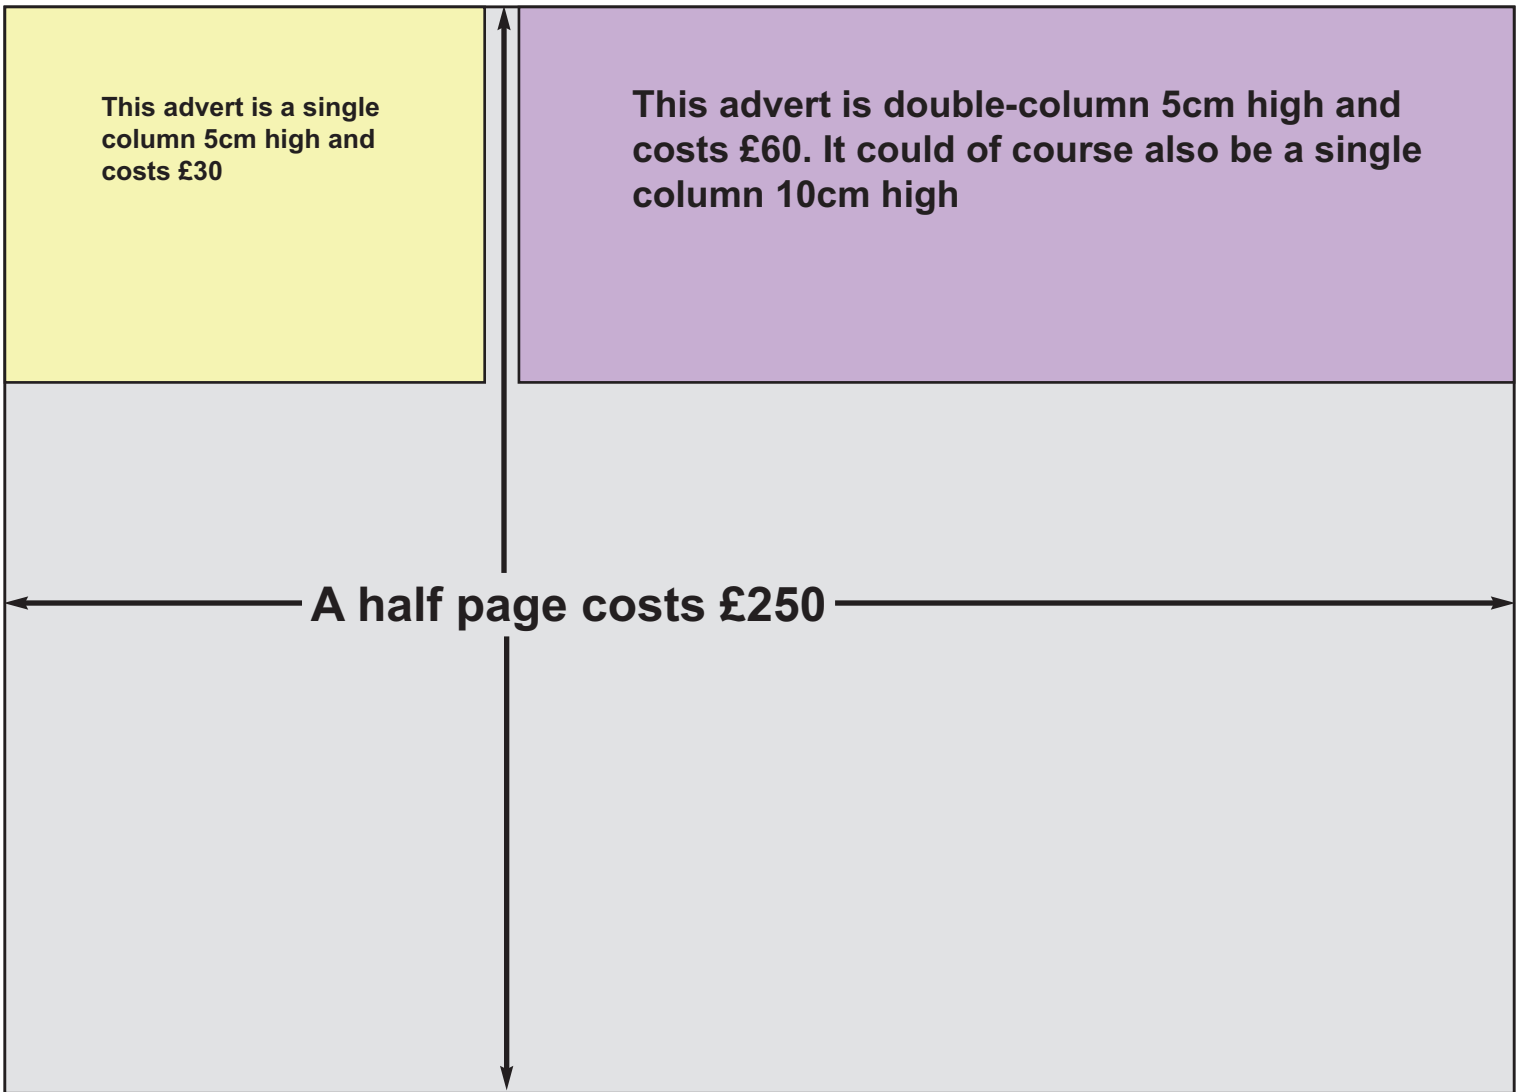 This advert is a single
column 5cm high and
costs £30
This advert is double-column 5cm high and
costs £60. It could of course also be a single
column 10cm high
A half page costs £250